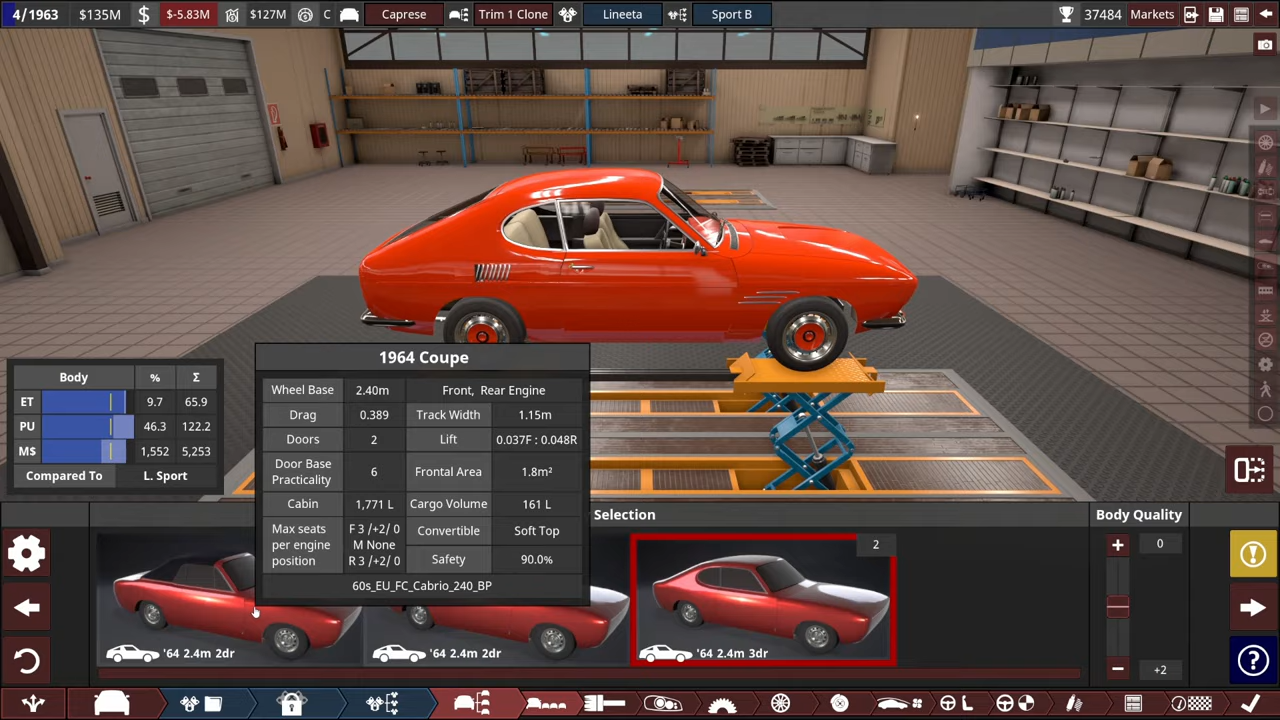 4/1963 $135M $ $-5.83M $127M C Caprese Trim 1 Clone Lineeta Sport B 37484 Markets
Body % Σ
ET 9.7 65.9
PU 46.3 122.2
M$ 1,552 5,253
Compared To L. Sport
1964 Coupe
Wheel Base 2.40m Front, Rear Engine
Drag 0.389 Track Width 1.15m
Doors 2 Lift 0.037F : 0.048R
Door Base Practicality 6 Frontal Area 1.8m²
Cabin 1,771 L Cargo Volume 161 L
Max seats per engine position F 3 /+2/ 0 M None R 3 /+2/ 0 Convertible Soft Top
Safety 90.0%
60s_EU_FC_Cabrio_240_BP
Selection
Body Quality
+ 0
- +2
2
'64 2.4m 2dr
'64 2.4m 2dr
'64 2.4m 3dr
?